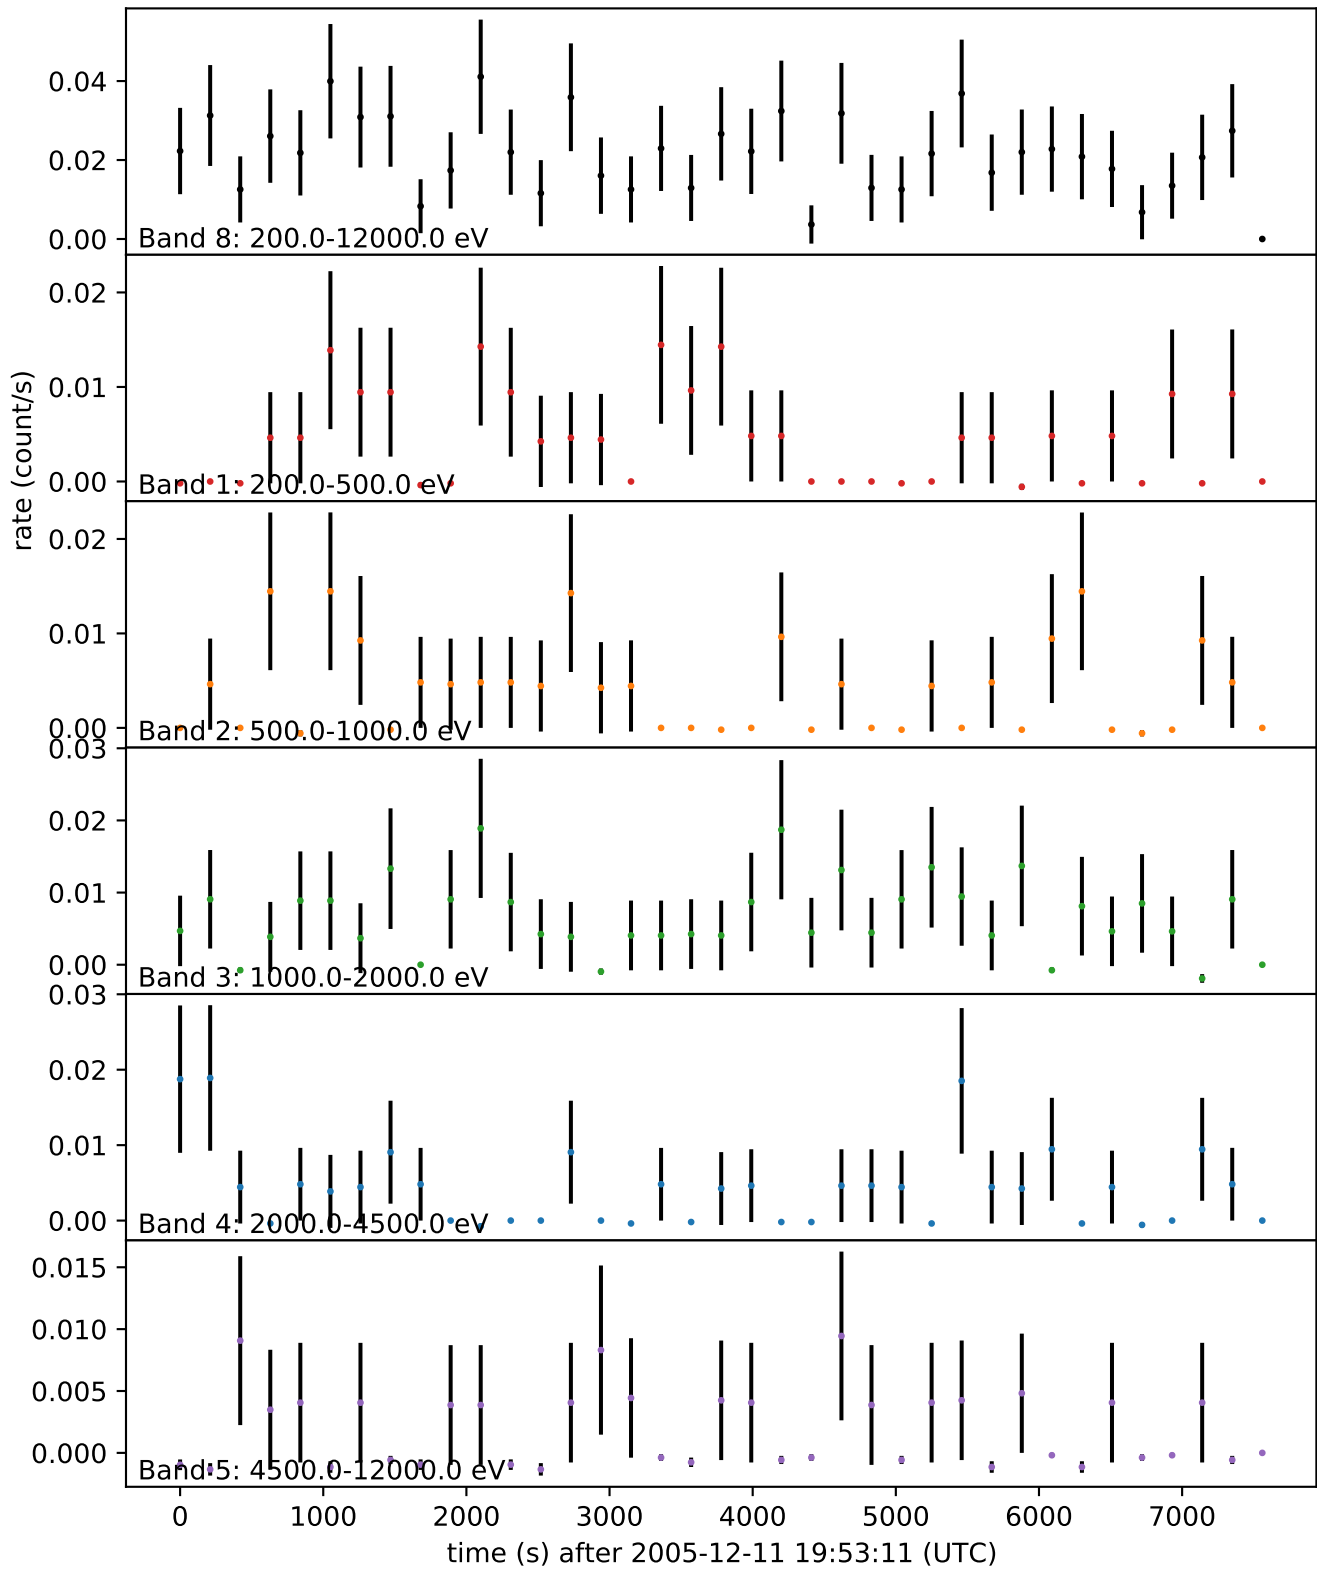 0.04
0.02
0.00
Band 8: 200.0-12000.0 eV
0.02
0.01
0.00
Band 1: 200.0-500.0 eV
rate (count/s)
0.02
0.01
0.00
Band 2: 500.0-1000.0 eV
0.03
0.02
0.01
0.00
Band 3: 1000.0-2000.0 eV
0.03
0.02
0.01
0.00
Band 4: 2000.0-4500.0 eV
0.015
0.010
0.005
0.000
Band 5: 4500.0-12000.0 eV
0 1000 2000 3000 4000 5000 6000 7000
time (s) after 2005-12-11 19:53:11 (UTC)